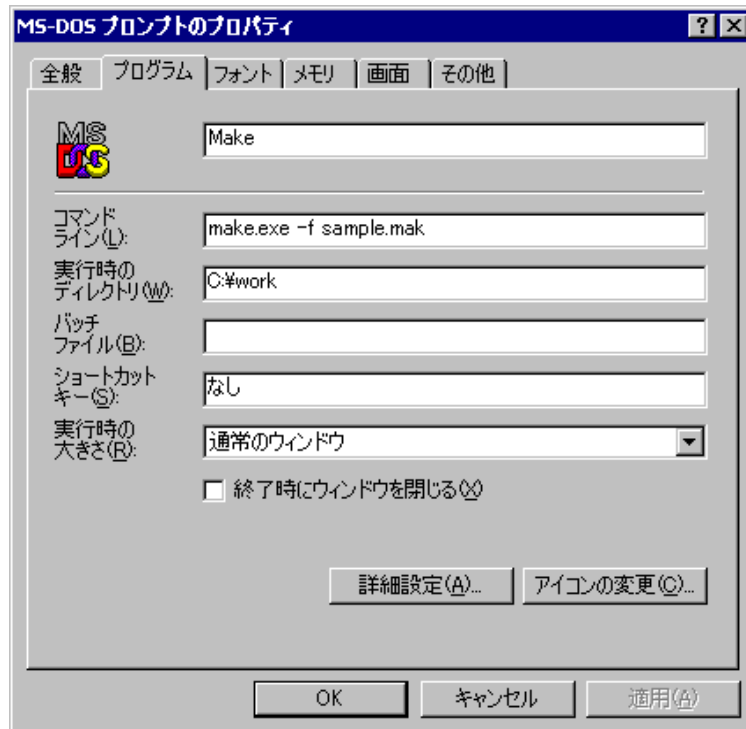 MS-DOS プロンプトのプロパティ
全般 プログラム フォント メモリ 画面 その他
MS
DOS
Make
コマンド
ライン(L):
make.exe -f sample.mak
実行時の
ディレクトリ(W):
C:¥work
バッチ
ファイル(B):
ショートカット
キー(S):
なし
実行時の
大きさ(R):
通常のウィンドウ
終了時にウィンドウを閉じる(X)
詳細設定(A)... アイコンの変更(C)...
OK キャンセル 適用(A)